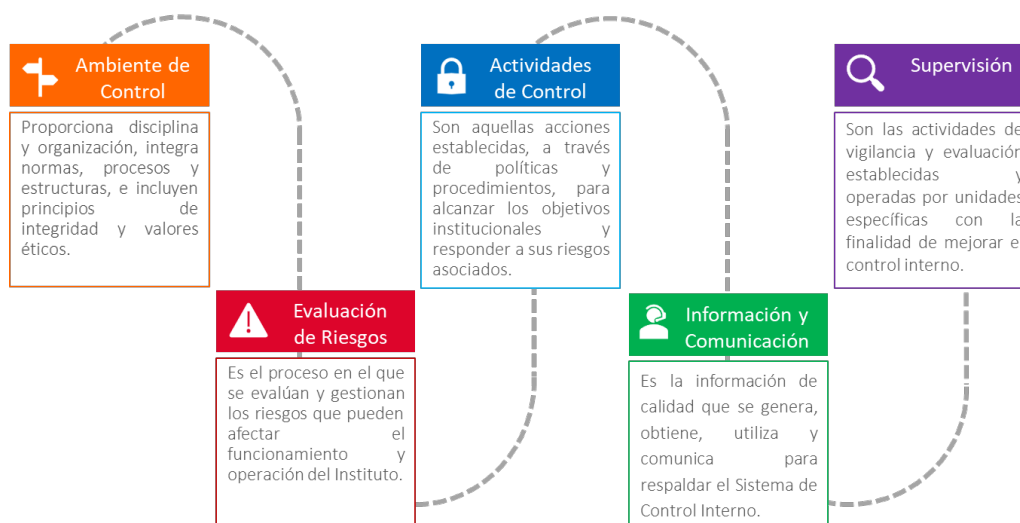 Ambiente de
Control
Proporciona disciplina
y organización, integra
normas, procesos y
estructuras, e incluyen
principios de
integridad y valores
éticos.
Evaluación
de Riesgos
Es el proceso en el que
se evalúan y gestionan
los riesgos que pueden
afectar el
funcionamiento y
operación del Instituto.
Actividades
de Control
Son aquellas acciones
establecidas, a través
de políticas y
procedimientos, para
alcanzar los objetivos
institucionales y
responder a sus riesgos
asociados.
Información y
Comunicación
Es la información de
calidad que se genera,
obtiene, utiliza y
comunica para
respaldar el Sistema de
Control Interno.
Supervisión
Son las actividades de
vigilancia y evaluación
establecidas y
operadas por unidades
específicas con la
finalidad de mejorar e
control interno.